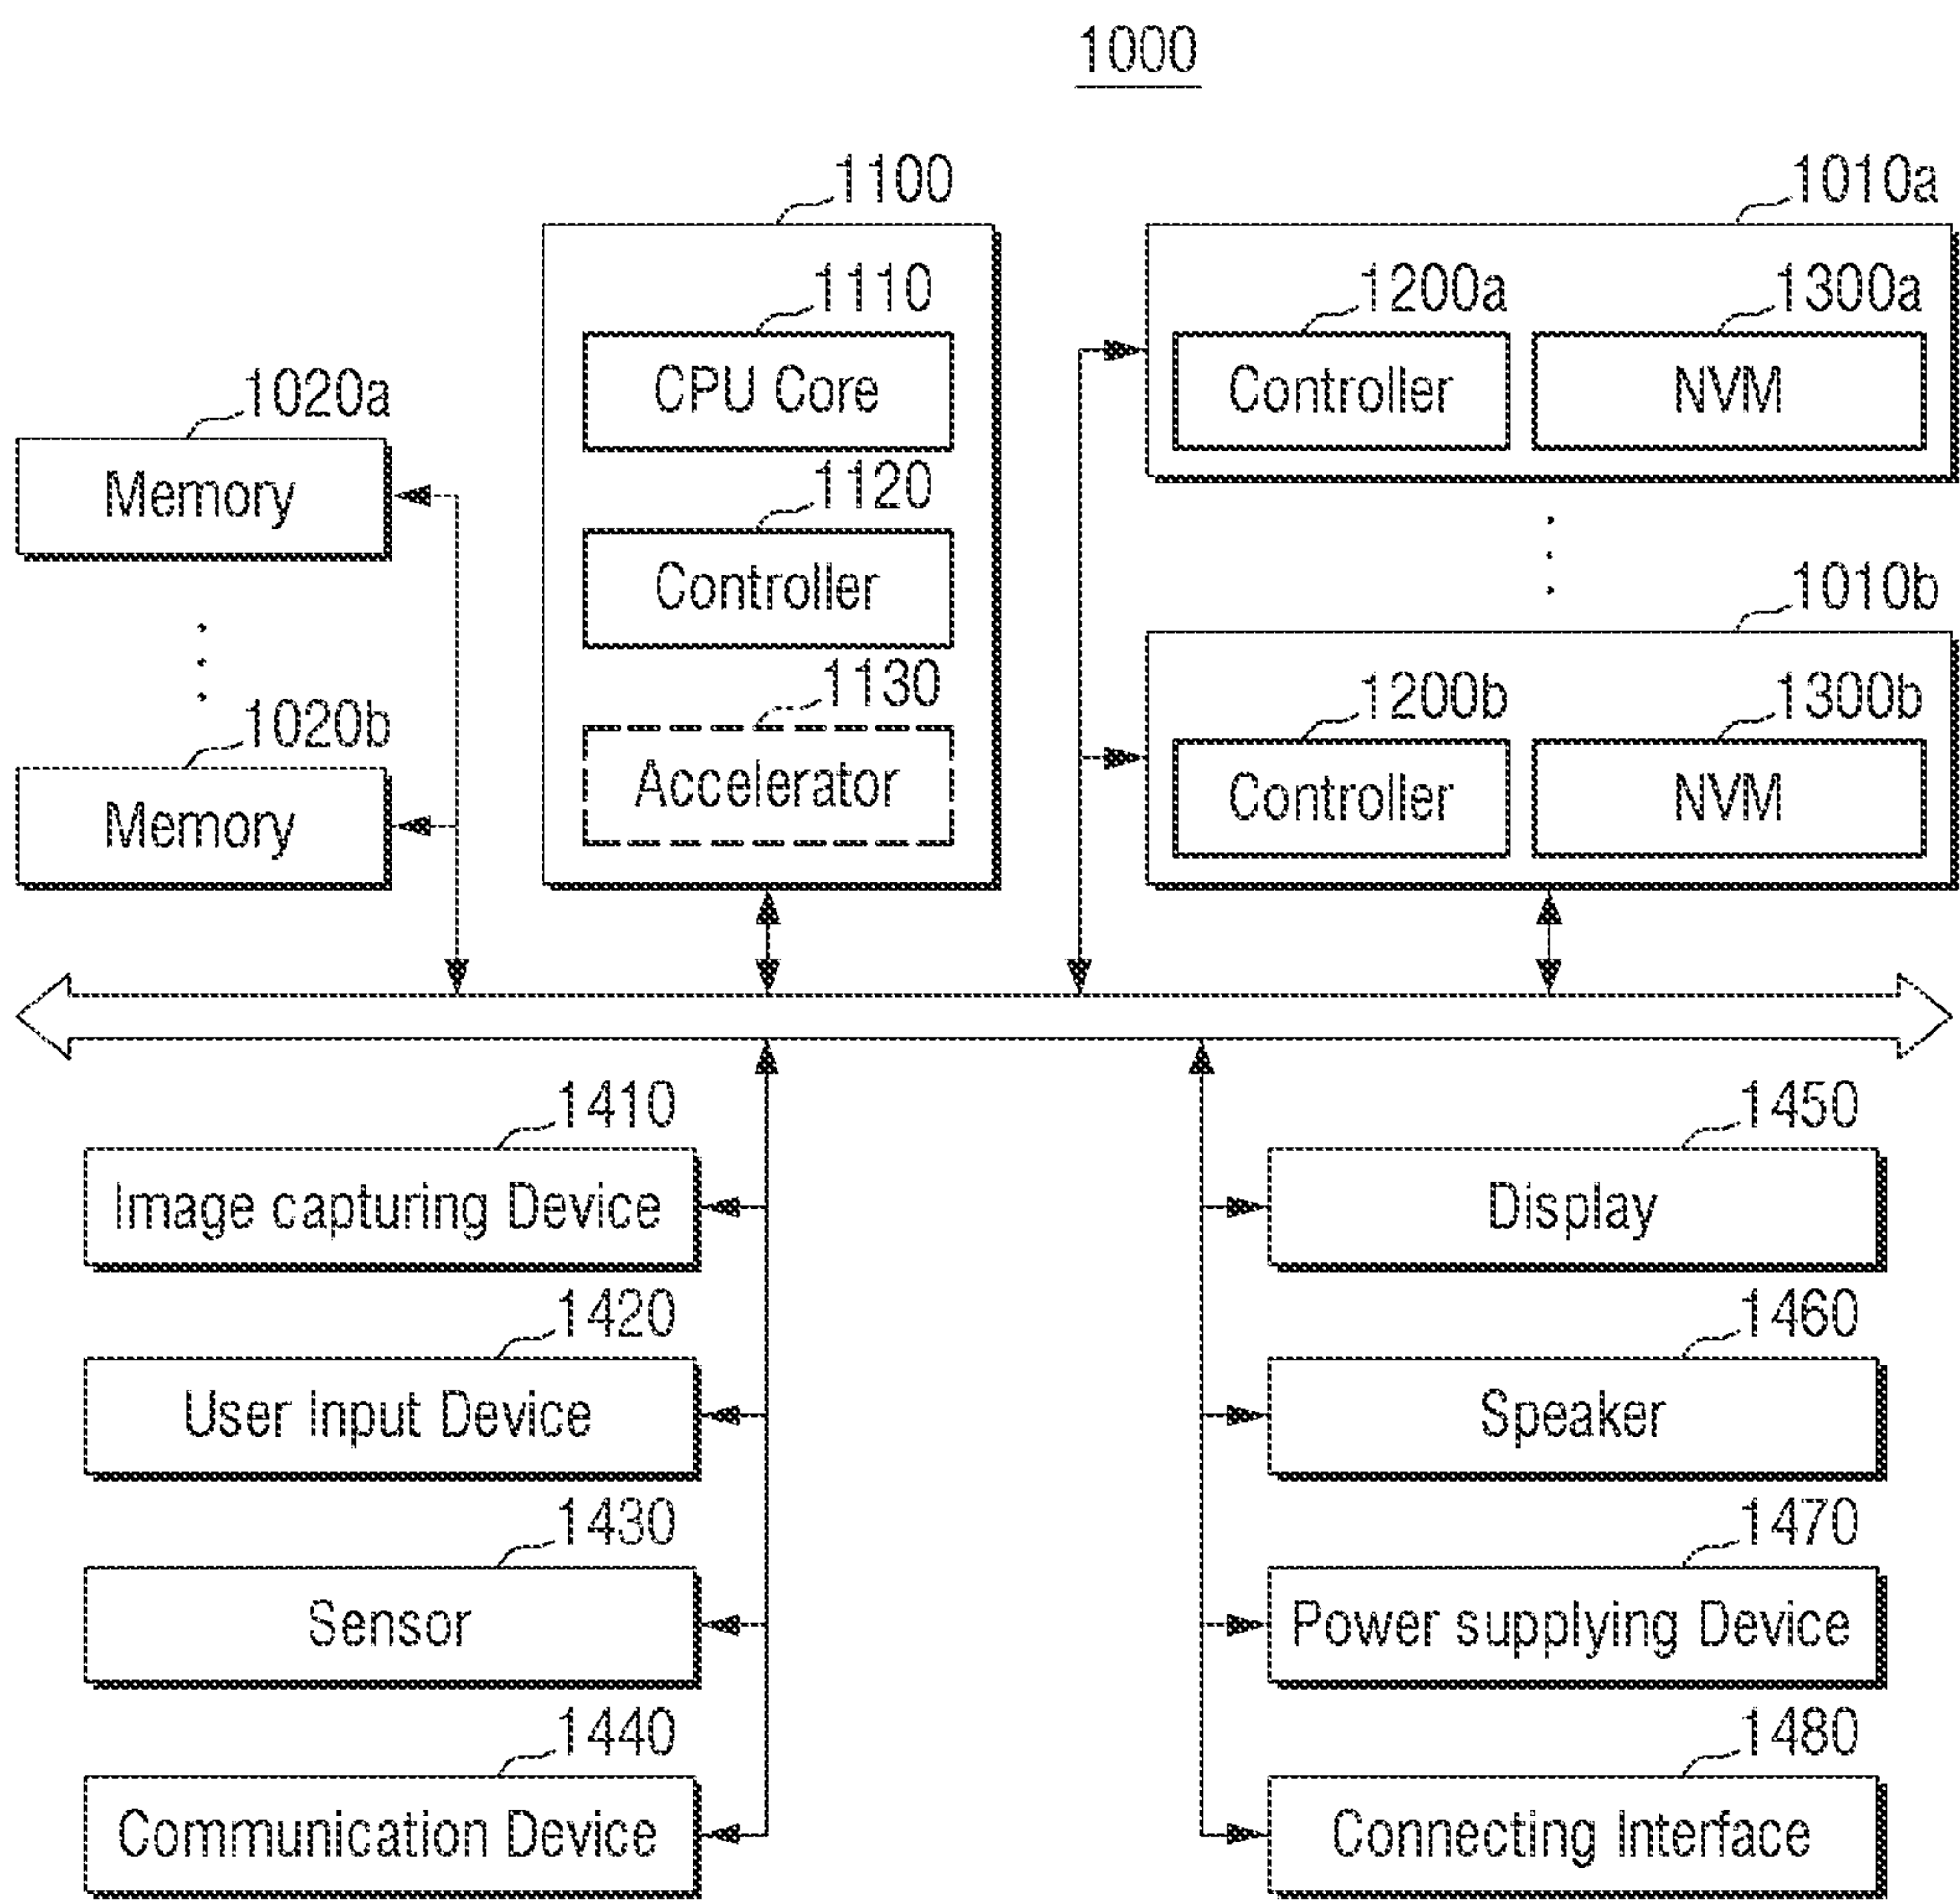 1000
1100
1010a
1110
1200a
1300a
CPU Core
Controller
NVM
1020a
Memory
1120
Controller
1010b
1130
1200b
1300b
1020b
Accelerator
Controller
NVM
Memory
1410
1450
Image capturing Device
Display
1420
1460
User Input Device
Speaker
1430
1470
Sensor
Power supplying Device
1440
1480
Communication Device
Connecting Interface